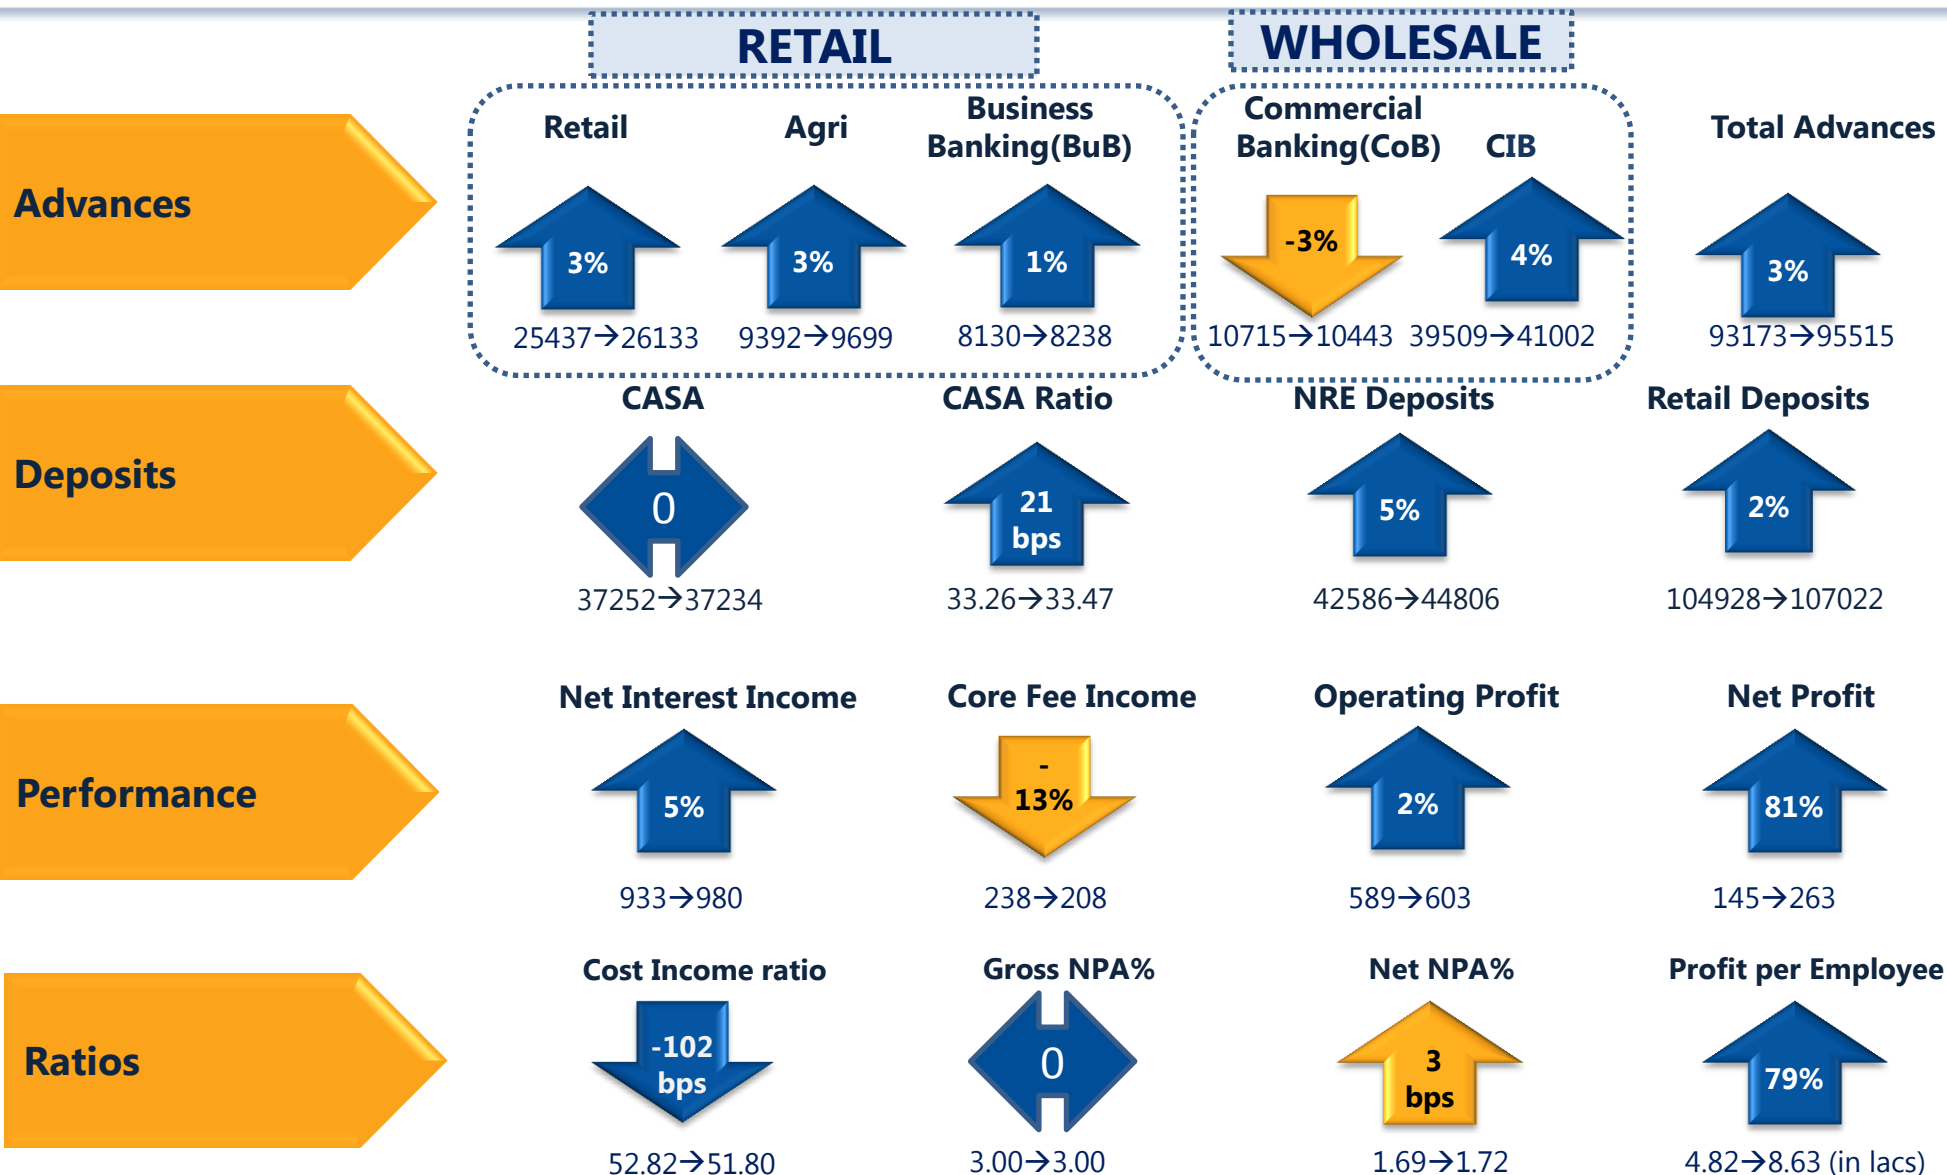 RETAIL
WHOLESALE
Advances
Retail
Agri
Business
Banking(BuB)
Commercial
Banking(CoB)
CIB
Total Advances
3%
3%
1%
-3%
4%
3%
25437→26133
9392→9699
8130→8238
10715→10443
39509→41002
93173→95515
Deposits
CASA
CASA Ratio
NRE Deposits
Retail Deposits
0
21
bps
5%
2%
37252→37234
33.26→33.47
42586→44806
104928→107022
Performance
Net Interest Income
Core Fee Income
Operating Profit
Net Profit
5%
-
13%
2%
81%
933→980
238→208
589→603
145→263
Ratios
Cost Income ratio
Gross NPA%
Net NPA%
Profit per Employee
-102
bps
0
3
bps
79%
52.82→51.80
3.00→3.00
1.69→1.72
4.82→8.63 (in lacs)